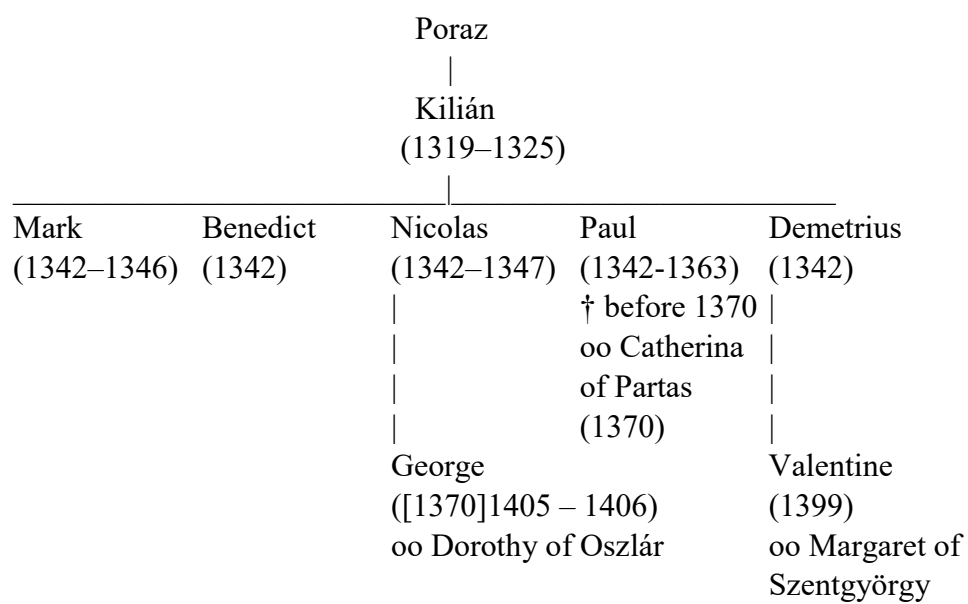 Poraz
Kilián
(1319–1325)
Mark Benedict Nicolas Paul Demetrius
(1342–1346) (1342) (1342–1347) (1342-1363) (1342)
† before 1370
oo Catherina
of Partas
(1370)
George Valentine
([1370]1405 – 1406) (1399)
oo Dorothy of Oszlár oo Margaret of
Szentgyörgy